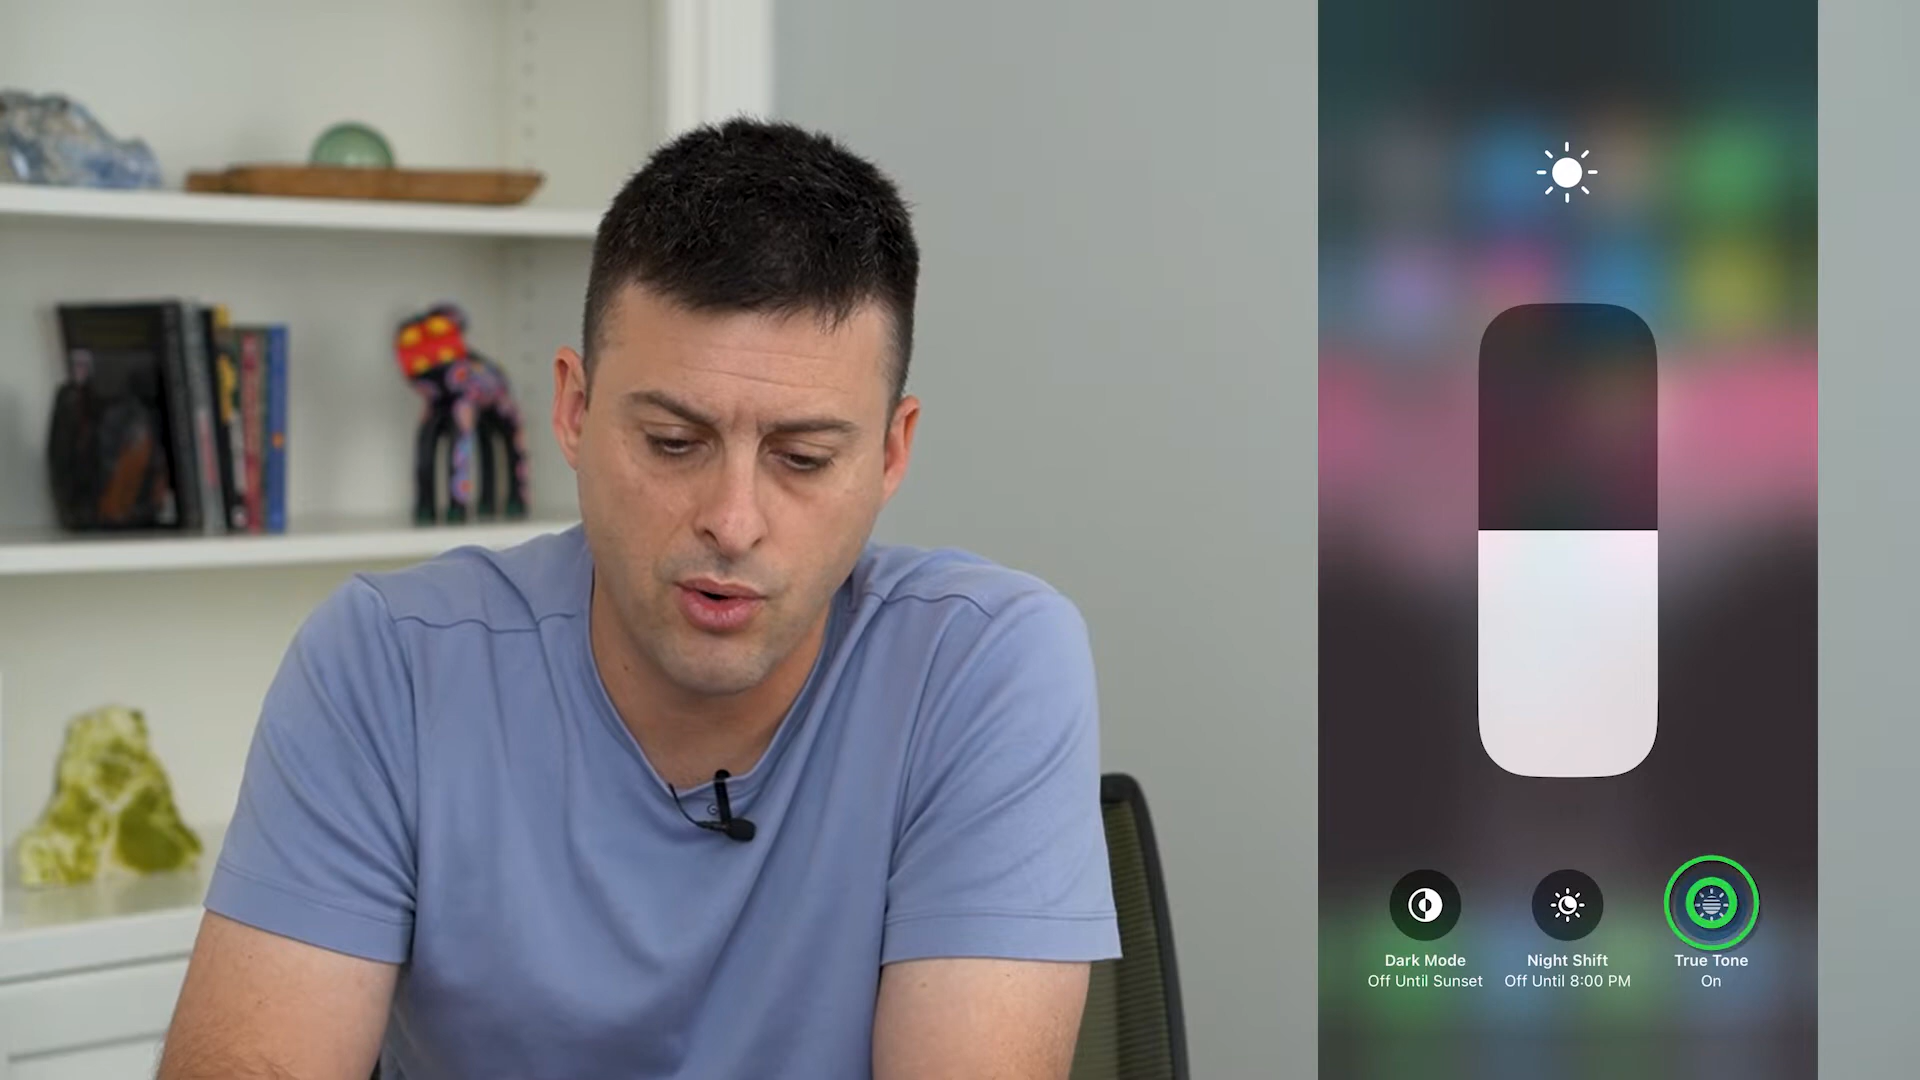 Dark Mode
Off Until Sunset
Night Shift
Off Until 8:00 PM
True Tone
On